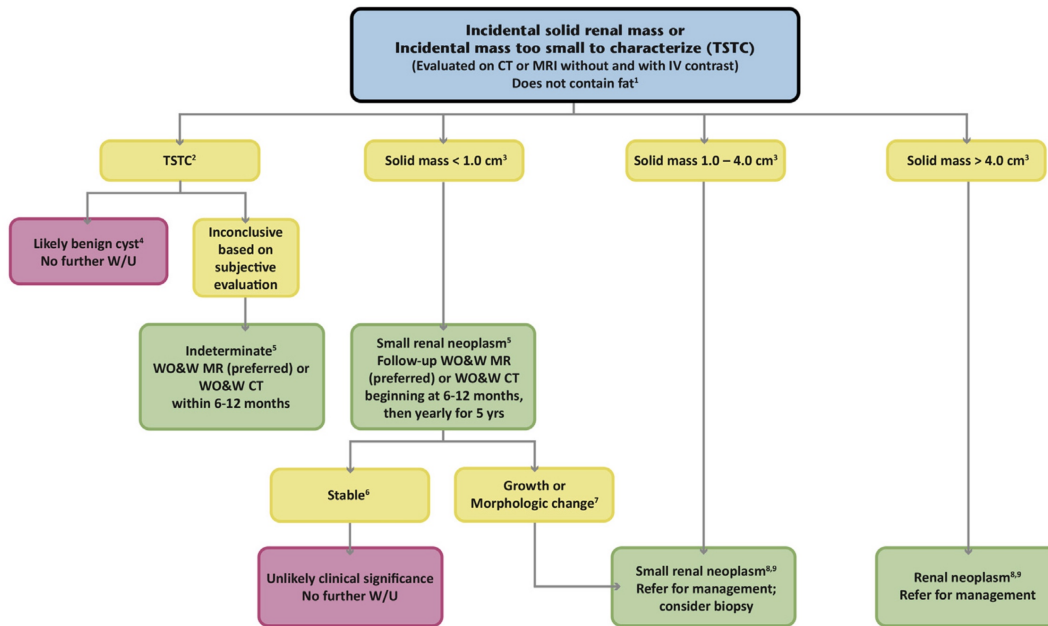 Incidental solid renal mass or
Incidental mass too small to characterize (TSTC)
(Evaluated on CT or MRI without and with IV contrast)
Does not contain fat¹
TSTC²
Solid mass < 1.0 cm³
Solid mass 1.0 – 4.0 cm³
Solid mass > 4.0 cm³
Likely benign cyst⁴
No further W/U
Inconclusive
based on
subjective
evaluation
Indeterminate⁵
WO&W MR (preferred) or
WO&W CT
within 6-12 months
Small renal neoplasm⁵
Follow-up WO&W MR
(preferred) or WO&W CT
beginning at 6-12 months,
then yearly for 5 yrs
Stable⁶
Growth or
Morphologic change⁷
Unlikely clinical significance
No further W/U
Small renal neoplasm⁸,⁹
Refer for management;
consider biopsy
Renal neoplasm⁸,⁹
Refer for management